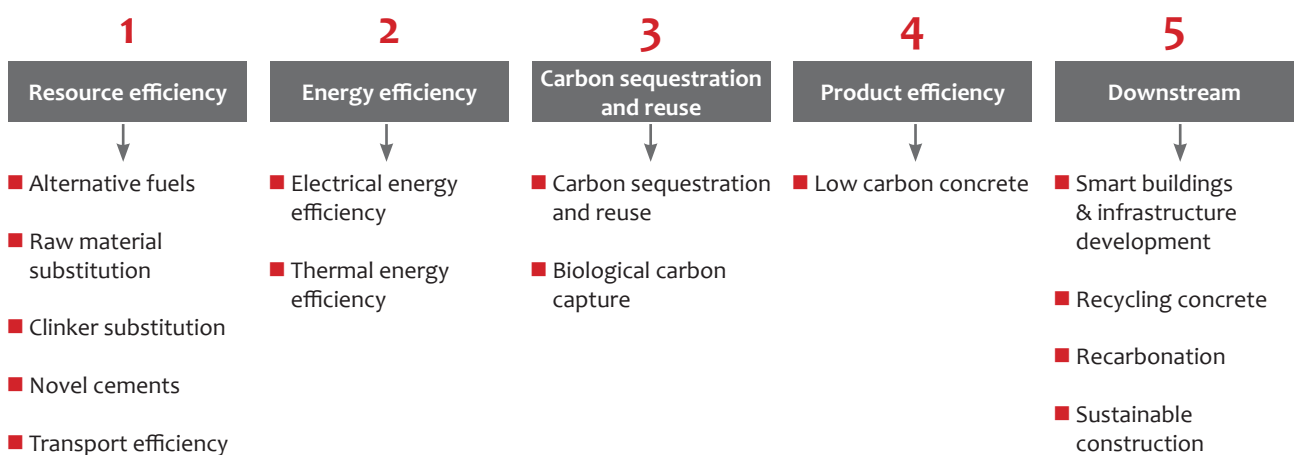 1
Resource efficiency
Alternative fuels
Raw material
substitution
Clinker substitution
Novel cements
Transport efficiency
2
Energy efficiency
Electrical energy
efficiency
Thermal energy
efficiency
3
Carbon sequestration
and reuse
Carbon sequestration
and reuse
Biological carbon
capture
4
Product efficiency
Low carbon concrete
5
Downstream
Smart buildings
& infrastructure
development
Recycling concrete
Recarbonation
Sustainable
construction